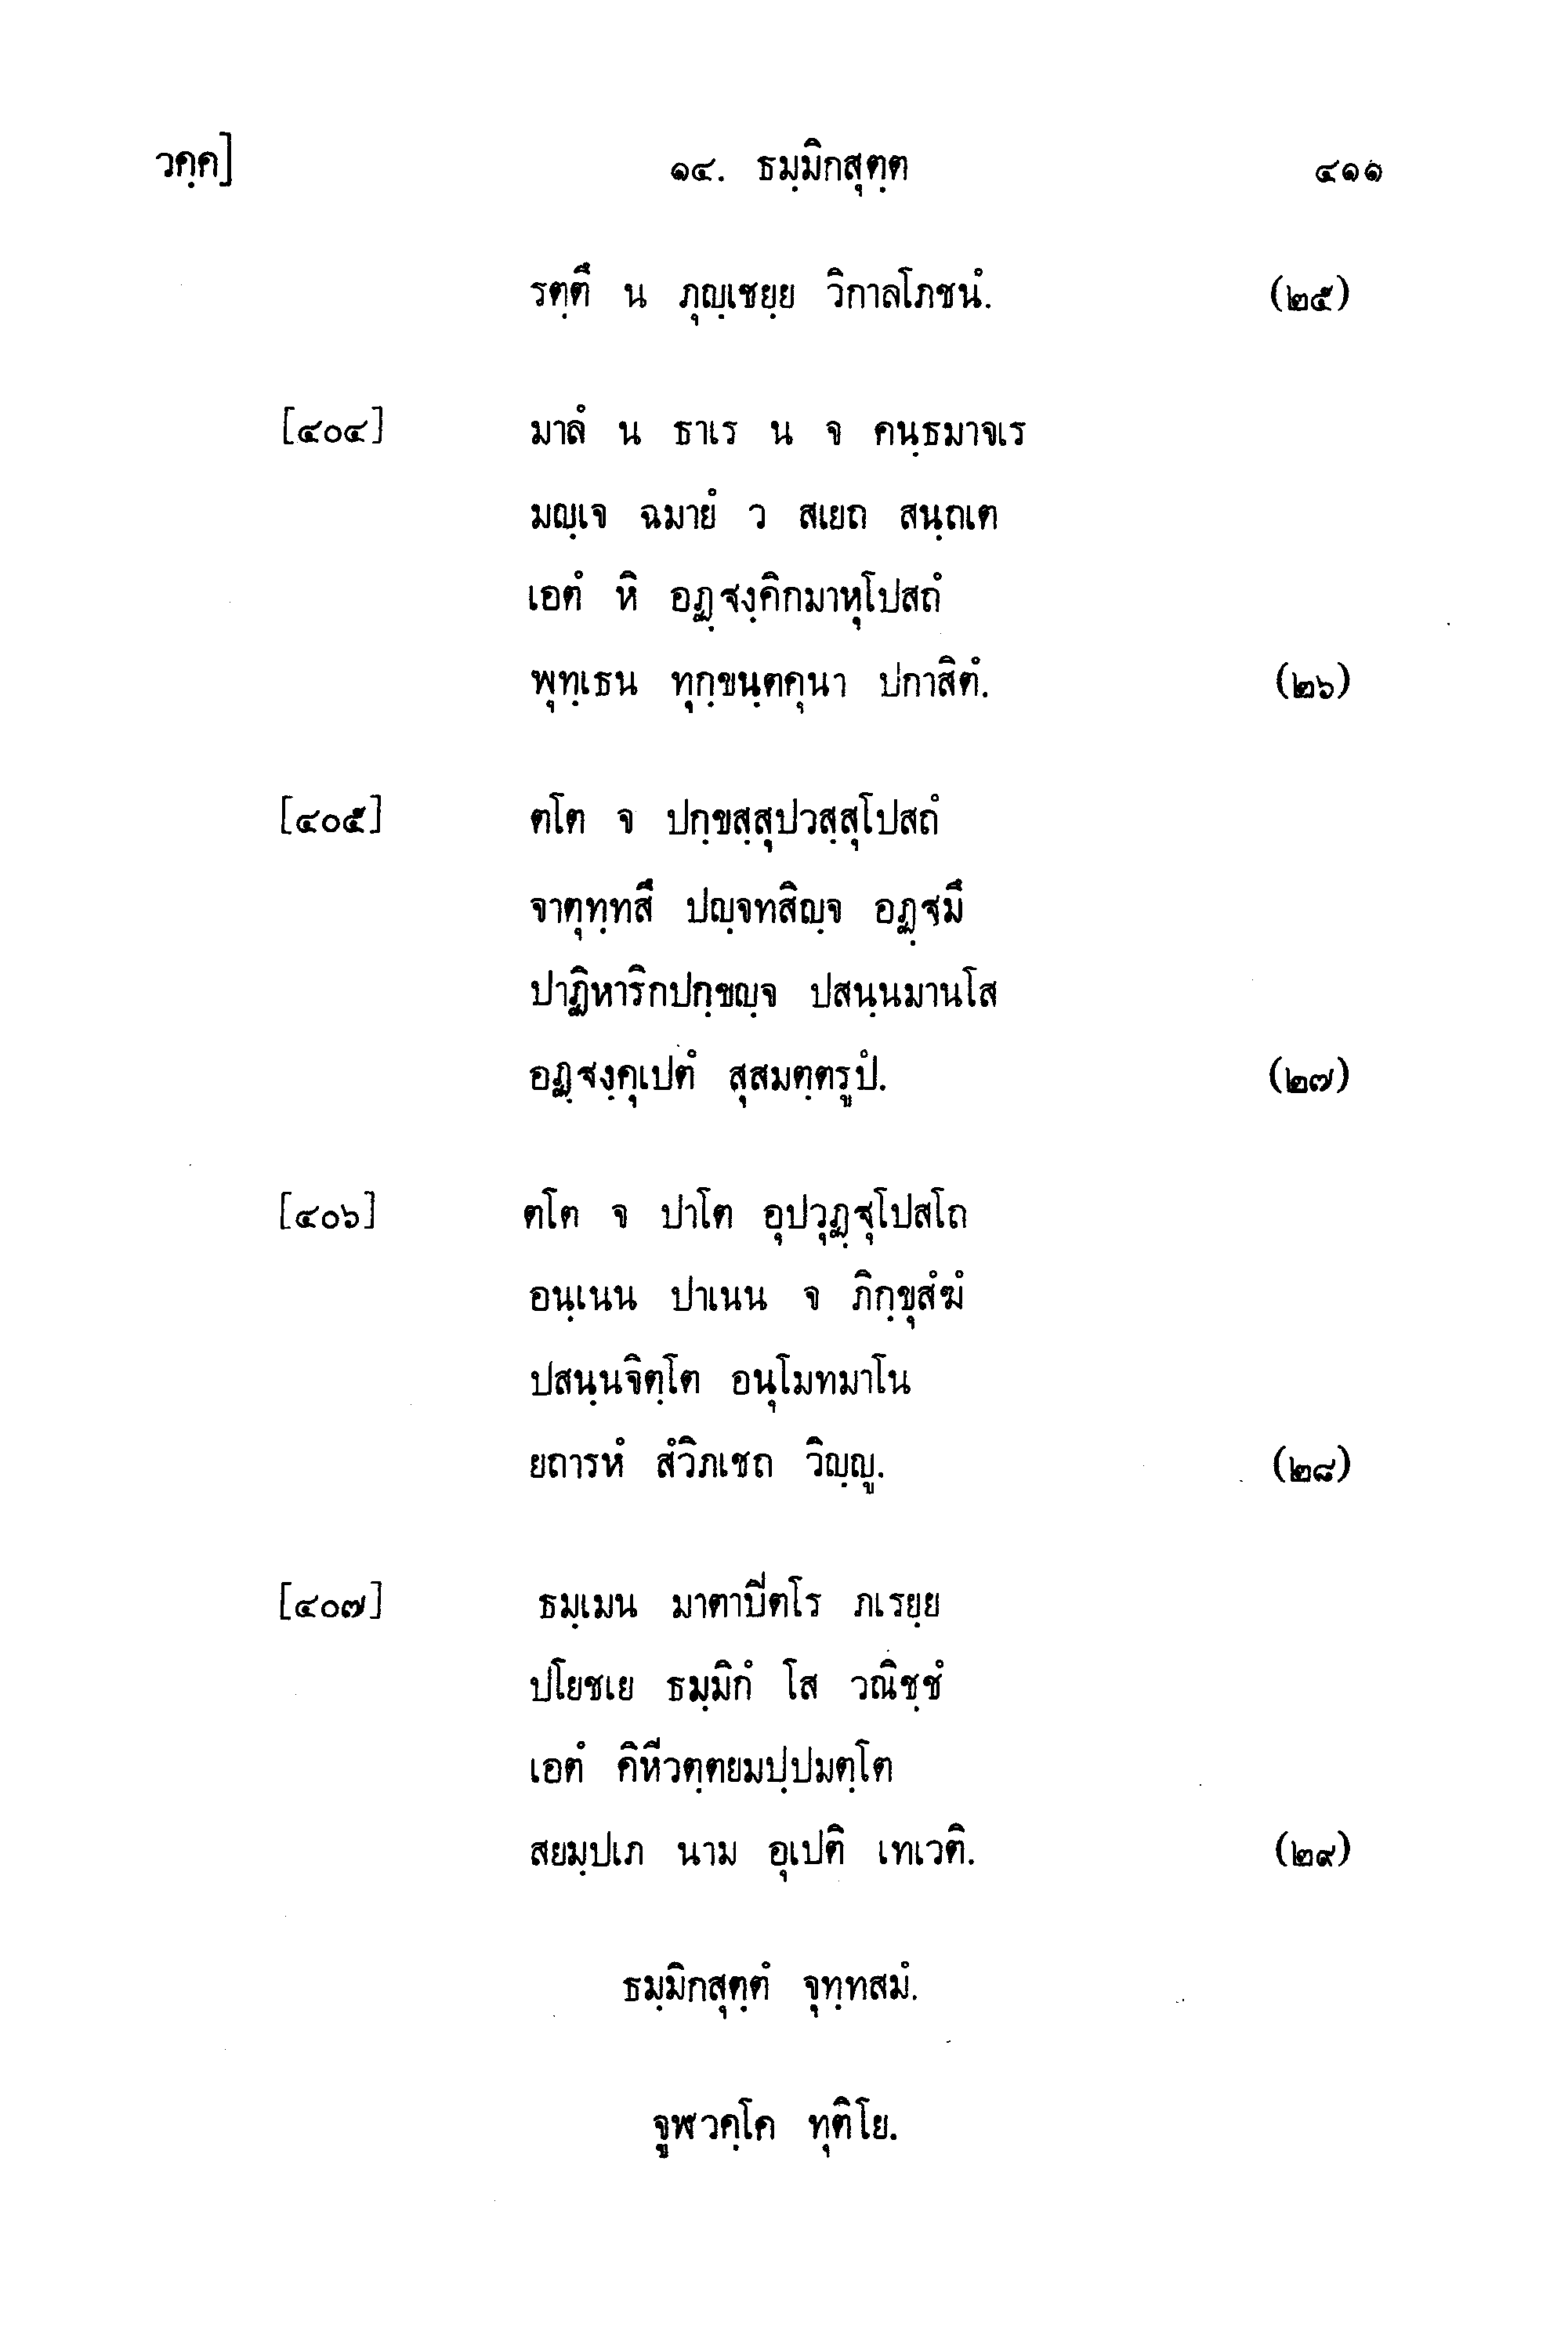 วคฺค] ๑๔. ธมฺมิกสุตฺต ๔๑๑
รตฺตึ น ภุญฺเชยฺย วิกาลโภชนํ. (๒๕)
[๔๐๔] มาลํ น ธาเร น จ คนฺธมาจเร
มญฺเจ ฉมายํ ว สเยถ สนฺถเต
เอตํ หิ อฏฺฐงฺคิกมาหุโปสถํ
พุทฺเธน ทุกฺขนฺตคุนา ปกาสิตํ. (๒๖)
[๔๐๕] ตโต จ ปกฺขสฺสุปวสฺสุโปสถํ
จาตุทฺทสึ ปญฺจทสิญฺจ อฏฺฐมึ
ปาฏิหาริกปกฺขญฺจ ปสนฺนมานโส
อฏฺฐงฺคุเปตํ สุสมตฺตรูปํ. (๒๗)
[๔๐๖] ตโต จ ปาโต อุปวุฏฺฐุโปสโถ
อนฺเนน ปาเนน จ ภิกฺขุสํฆํ
ปสนฺนจิตฺโต อนุโมทมาโน
ยถารหํ สํวิภเชถ วิญฺญู. (๒๘)
[๔๐๗] ธมฺเมน มาตาปิตโร ภเรยฺย
ปโยชเย ธมฺมิกํ โส วณิชฺชํ
เอตํ คิหีวตฺตยมปฺปมตฺโต
สยมฺปเภ นาม อุเปติ เทเวติ. (๒๙)
ธมฺมิกสุตฺตํ จุทฺทสมํ.
จูฬวคฺโค ทุติโย.